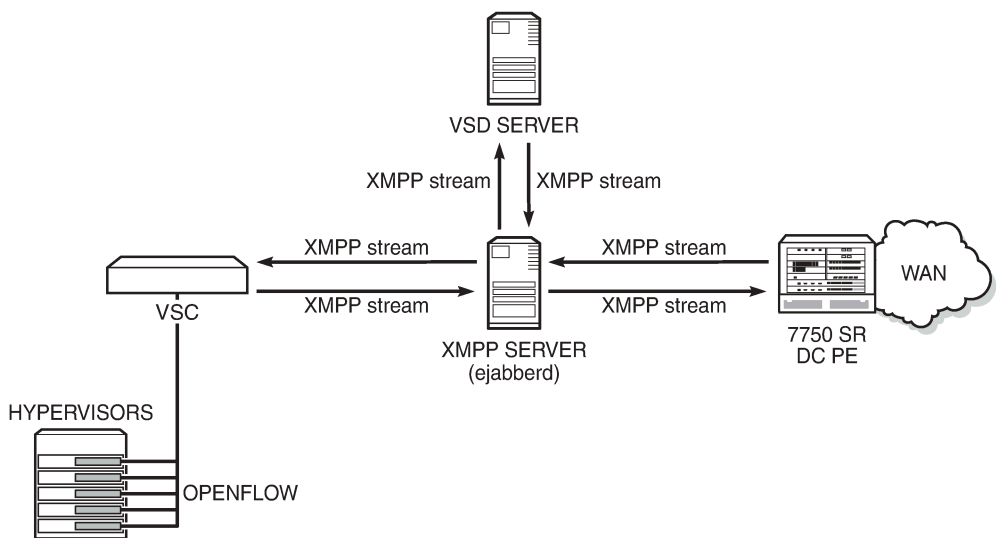 VSD SERVER
XMPP stream
XMPP stream
XMPP stream
XMPP stream
WAN
XMPP stream
XMPP stream
VSC
7750 SR
DC PE
XMPP SERVER
(ejabberd)
HYPERVISORS
OPENFLOW